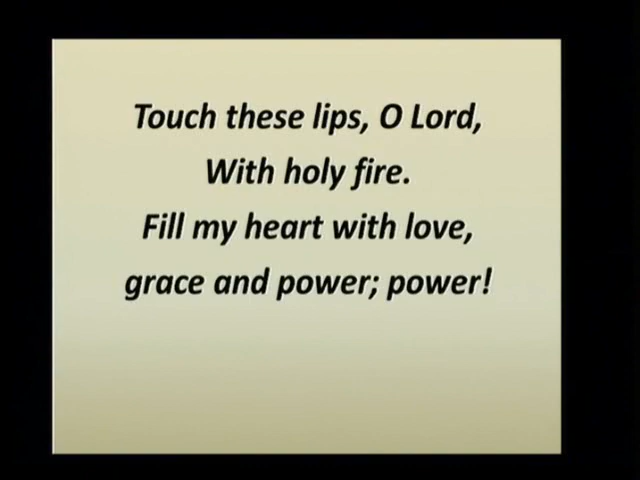 Touch these lips, O Lord,
With holy fire.
Fill my heart with love,
grace and power; power!